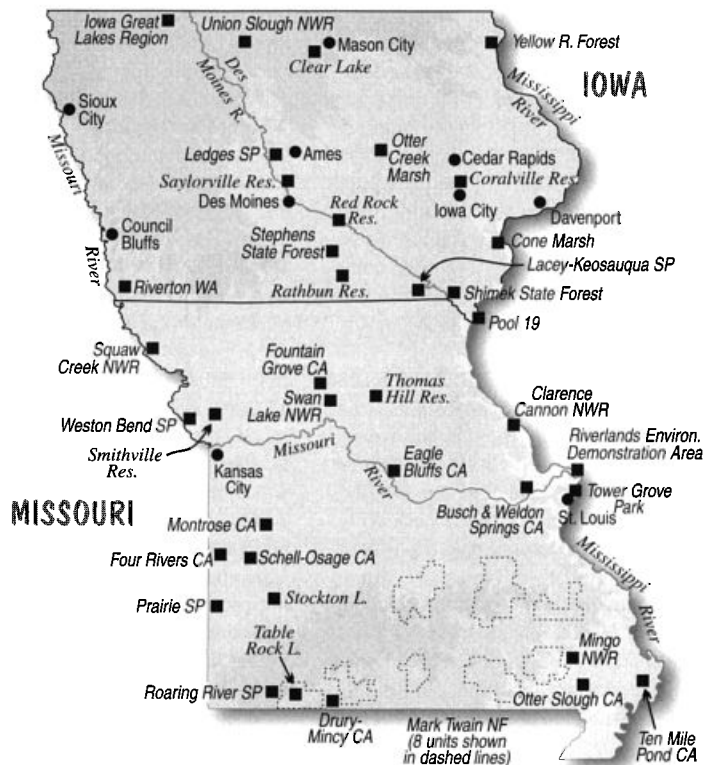 Iowa Great
Lakes Region
Union Slough NWR
Mason City
Clear Lake
Yellow R. Forest
IOWA
Des
Moines R.
Mississippi
River
Sioux
City
Missouri
River
Ledges SP
Ames
Otter
Creek
Marsh
Cedar Rapids
Coralville Res.
Saylorville Res.
Des Moines
Red Rock
Res.
Iowa City
Davenport
Council
Bluffs
Stephens
State Forest
Cone Marsh
Lacey-Keosauqua SP
Riverton WA
Rathbun Res.
Shimek State Forest
Pool 19
Squaw
Creek NWR
Fountain
Grove CA
Swan
Lake NWR
Thomas
Hill Res.
Clarence
Cannon NWR
Weston Bend SP
Smithville
Res.
Missouri
River
Kansas
City
Eagle
Bluffs CA
Riverlands Environ.
Demonstration Area
MISSOURI
Busch & Weldon
Springs CA
Tower Grove
Park
St. Louis
Montrose CA
Four Rivers CA
Schell-Osage CA
Mississippi
River
Prairie SP
Stockton L.
Table
Rock L.
Mingo
NWR
Roaring River SP
Otter Slough CA
Drury-
Mincy CA
Mark Twain NF
(8 units shown
in dashed lines)
Ten Mile
Pond CA